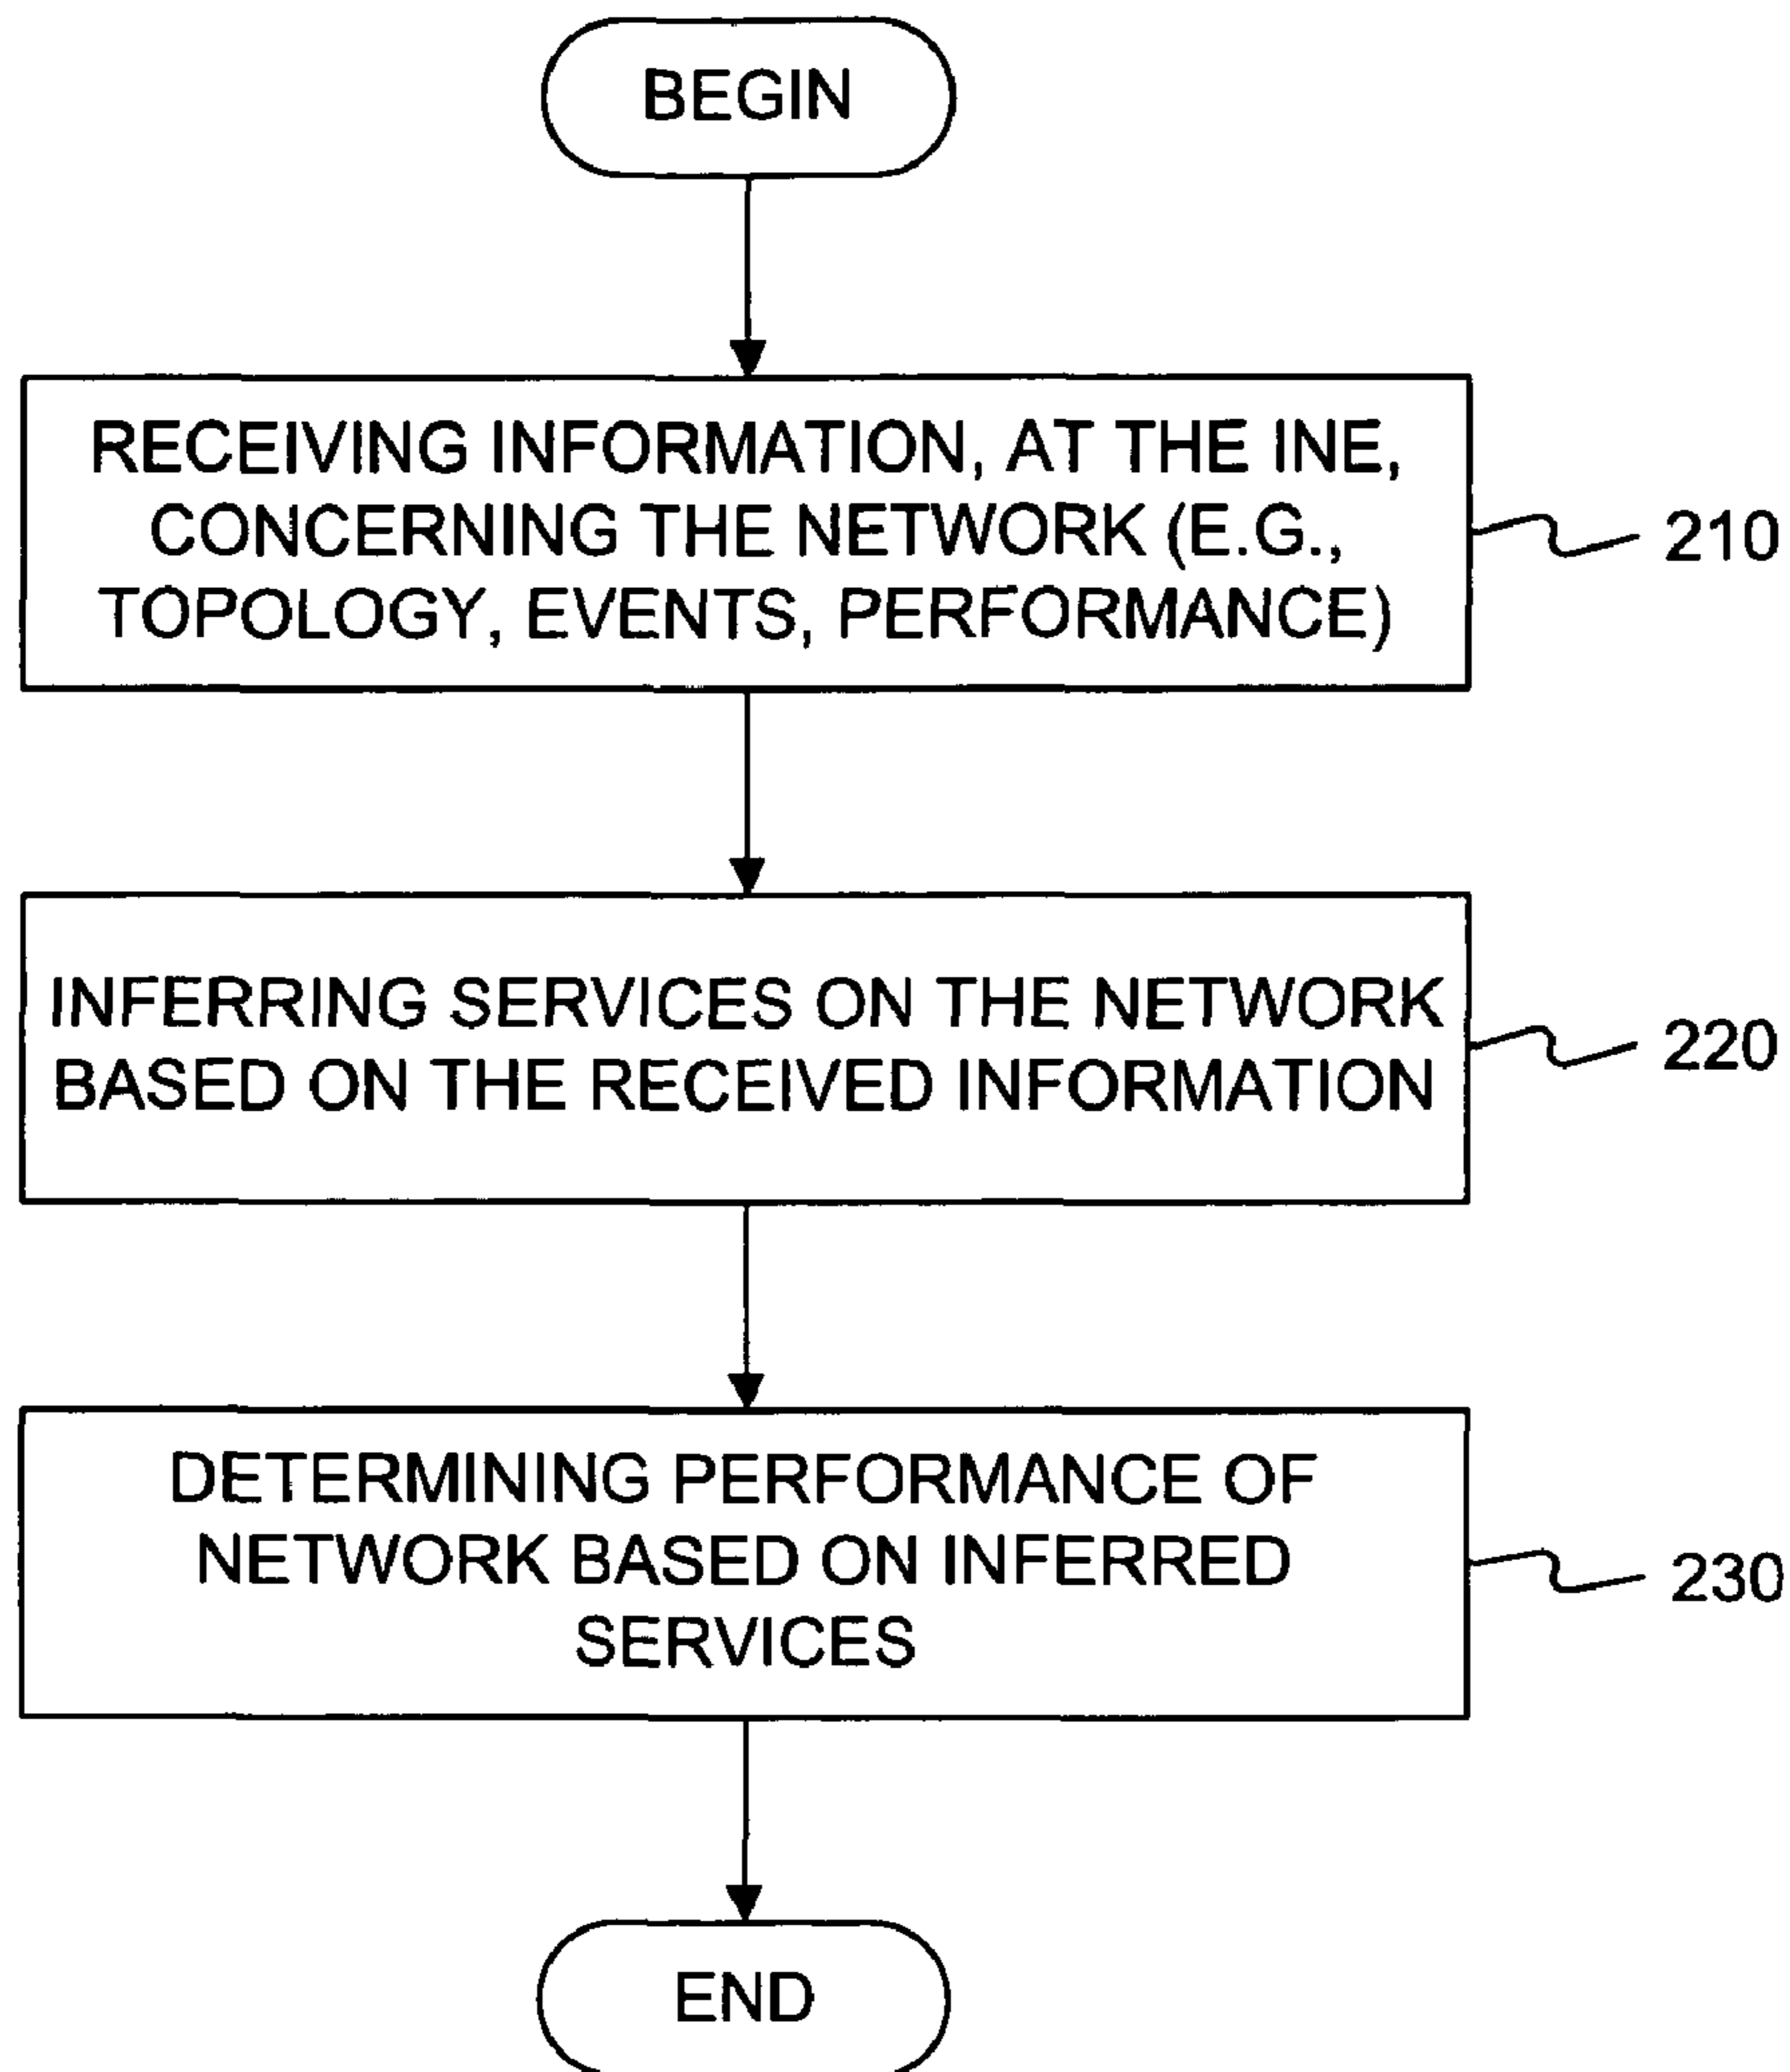 BEGIN
RECEIVING INFORMATION, AT THE INE,
CONCERNING THE NETWORK (E.G.,
TOPOLOGY, EVENTS, PERFORMANCE)
210
INFERRING SERVICES ON THE NETWORK
BASED ON THE RECEIVED INFORMATION
220
DETERMINING PERFORMANCE OF
NETWORK BASED ON INFERRED
SERVICES
230
END